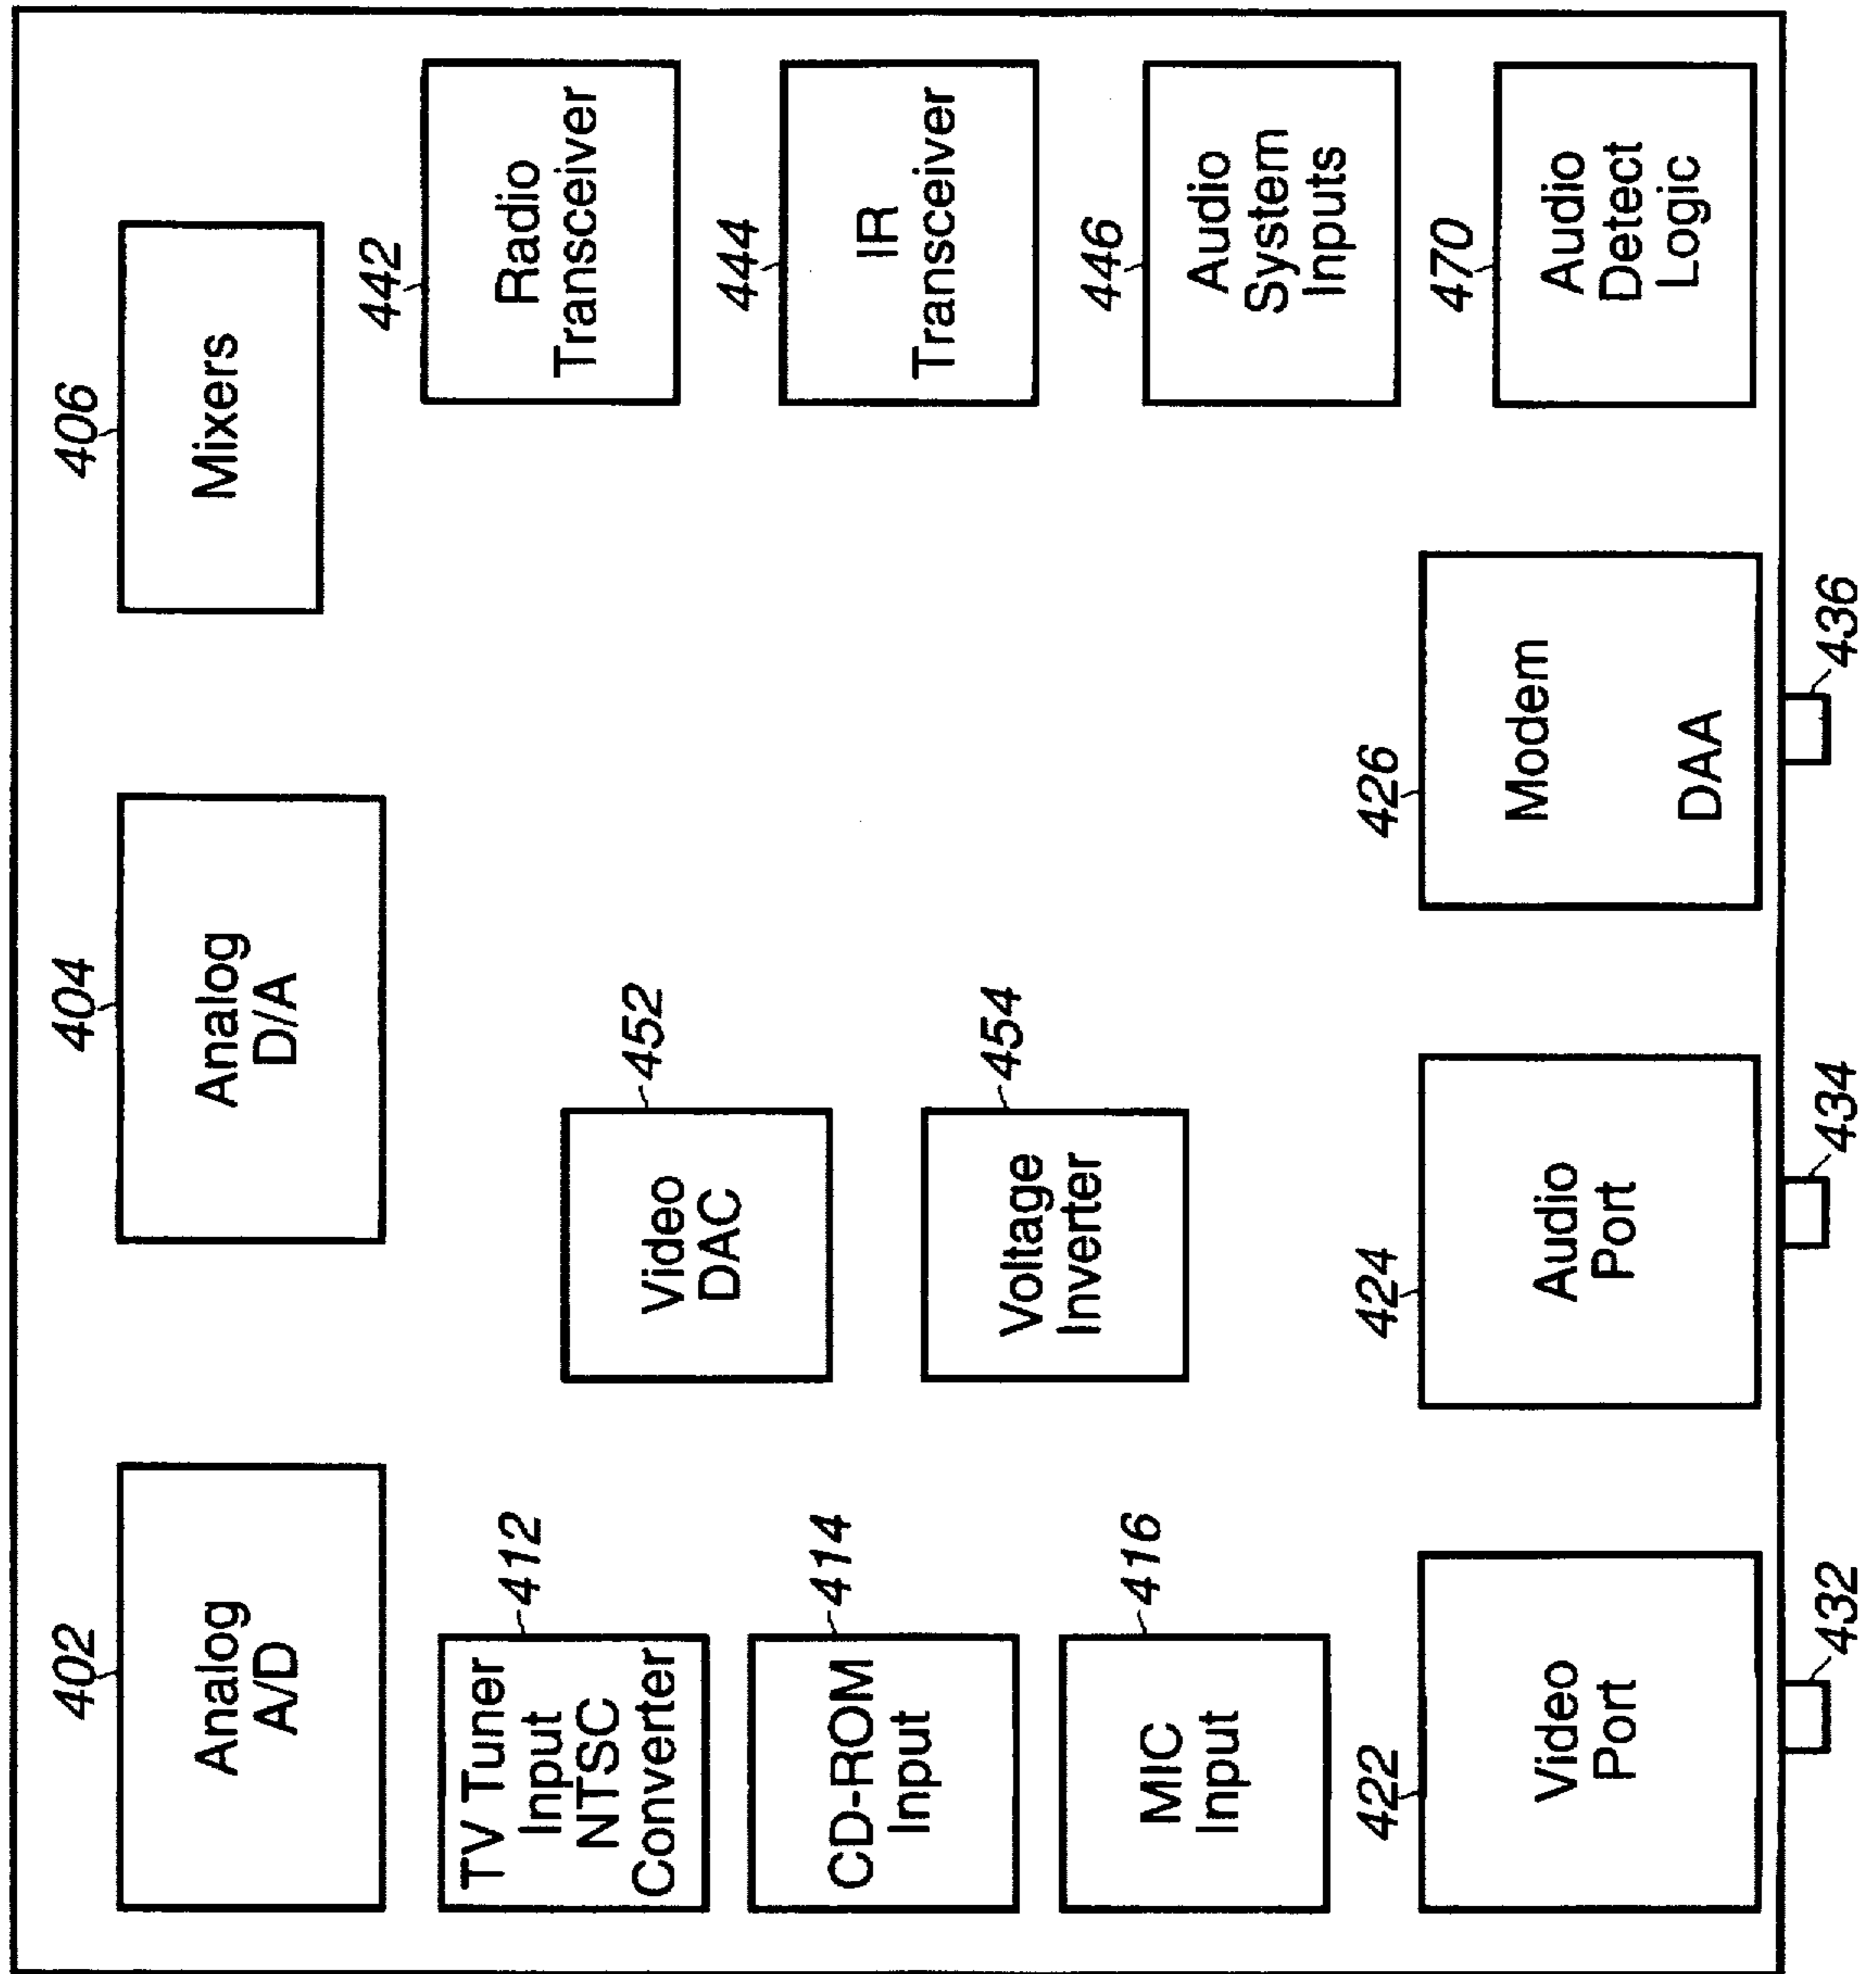 402
Analog
A/D
404
Analog
D/A
406
Mixers
412
TV Tuner
Input
NTSC
Converter
414
CD-ROM
Input
416
MIC
Input
452
Video
DAC
454
Voltage
Inverter
442
Radio
Transceiver
444
IR
Transceiver
446
Audio
System
Inputs
470
Audio
Detect
Logic
422
Video
Port
424
Audio
Port
426
Modem
DAA
432
434
436